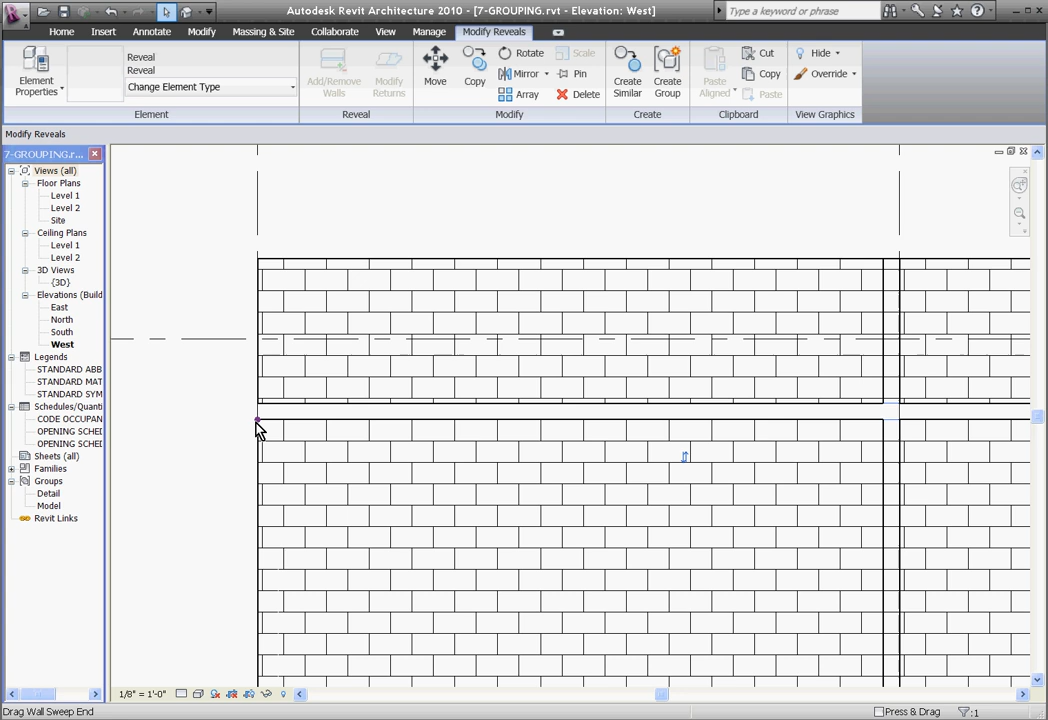 Autodesk Revit Architecture 2010 - [7-GROUPING.rvt - Elevation: West]
Type a keyword or phrase
Home Insert Annotate Modify Massing & Site Collaborate View Manage Modify Reveals
Element Properties
Reveal
Reveal
Change Element Type
Add/Remove Walls
Modify Returns
Move
Copy
Rotate
Mirror
Array
Scale
Pin
Delete
Create Similar
Create Group
Paste Aligned
Cut
Copy
Paste
Hide
Override
Element Reveal Modify Create Clipboard View Graphics
Modify Reveals
7-GROUPING.r...
Views (all)
Floor Plans
Level 1
Level 2
Site
Ceiling Plans
Level 1
Level 2
3D Views
{3D}
Elevations (Build
East
North
South
West
Legends
STANDARD ABB
STANDARD MAT
STANDARD SYM
Schedules/Quanti
CODE OCCUPAN
OPENING SCHED
OPENING SCHED
Sheets (all)
Families
Groups
Detail
Model
Revit Links
1/8" = 1'-0"
Drag Wall Sweep End
Press & Drag
:1